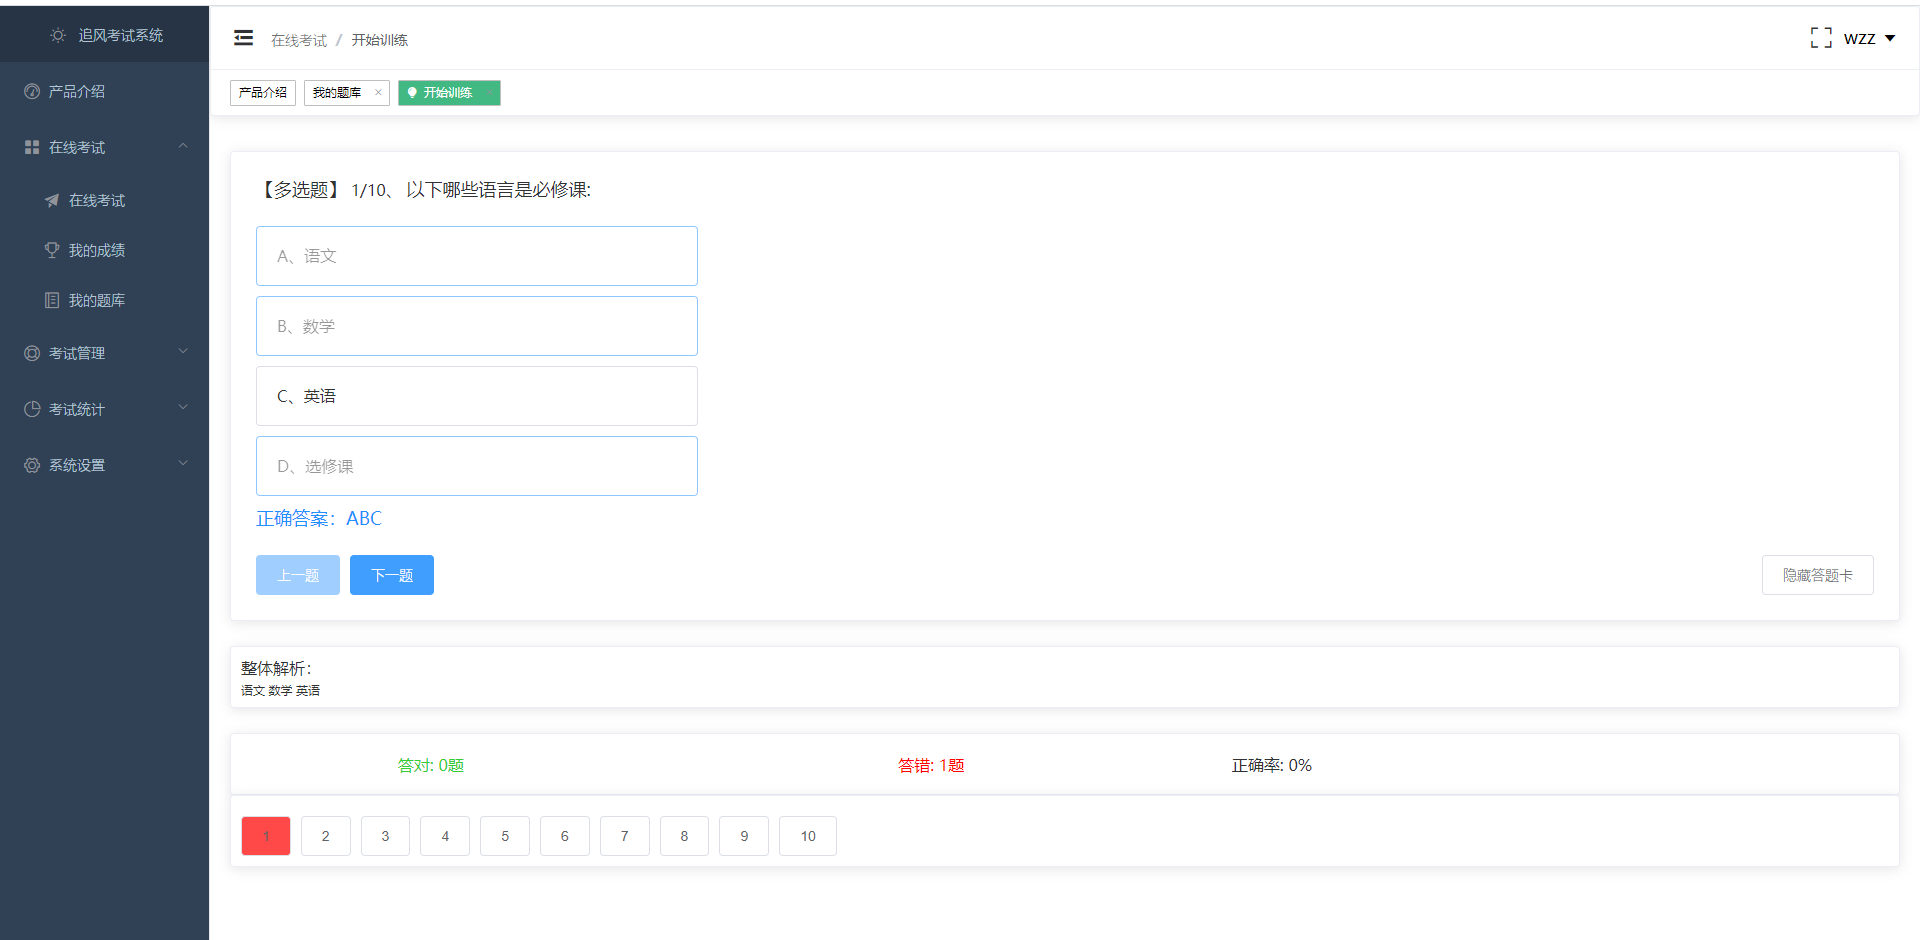 追风考试系统
产品介绍
在线考试
在线考试
我的成绩
我的题库
考试管理
考试统计
系统设置
在线考试 / 开始训练
wzz
产品介绍 我的题库 × 开始训练
【多选题】 1/10、 以下哪些语言是必修课:
A、语文
B、数学
C、英语
D、选修课
正确答案：ABC
上一题 下一题 隐藏答题卡
整体解析：
语文 数学 英语
答对: 0题 答错: 1题 正确率: 0%
1 2 3 4 5 6 7 8 9 10